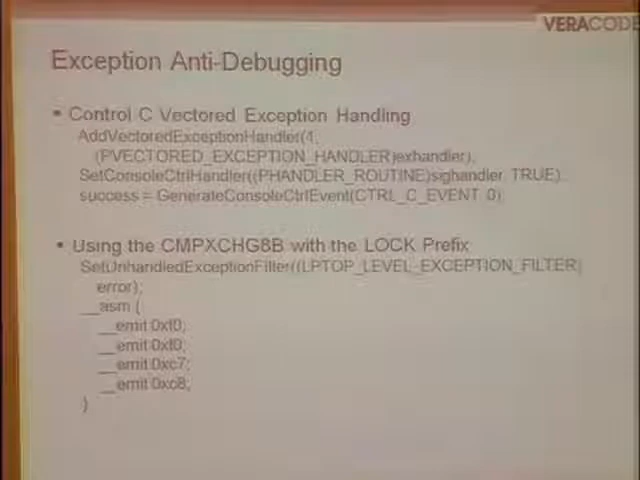 VERACODE
Exception Anti-Debugging
• Control C Vectored Exception Handling
AddVectoredExceptionHandler(1,
(PVECTORED_EXCEPTION_HANDLER)exhandler);
SetConsoleCtrlHandler((PHANDLER_ROUTINE)sighandler, TRUE);
success = GenerateConsoleCtrlEvent(CTRL_C_EVENT, 0);
• Using the CMPXCHG8B with the LOCK Prefix
SetUnhandledExceptionFilter((LPTOP_LEVEL_EXCEPTION_FILTER)
error);
__asm {
__emit 0xf0;
__emit 0xf0;
__emit 0xc7;
__emit 0xc8;
}